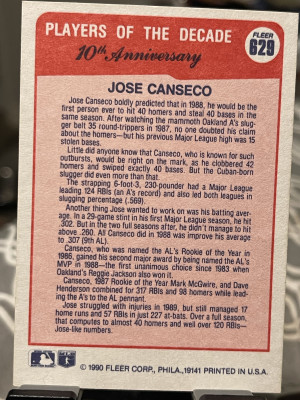 PLAYERS OF THE DECADE
10th Anniversary
FLEER
629
JOSE CANSECO
Jose Canseco boldly predicted that in 1988, he would be the
first person ever to hit 40 homers and steal 40 bases in the
same season. After watching the mammoth Oakland A's slug-
ger belt 35 round-trippers in 1987, no one doubted his claim
about the homers—but his previous Major League high was 15
stolen bases.
Little did anyone know that Canseco, who is known for such
outbursts, would be right on the mark, as he clobbered 42
homers and swiped exactly 40 bases. But the Cuban-born
slugger did even more than that.
The strapping 6-foot-3, 230-pounder had a Major League
leading 124 RBIs (an A's record) and also led both leagues in
slugging percentage (.569).
Another thing Jose wanted to work on was his batting aver-
age. In a 29-game stint in his first Major League season, he hit
.302. But in the two full seasons after, he didn't manage to hit
above .260. All Canseco did in 1988 was improve his average
to .307 (9th AL).
Canseco, who was named the AL's Rookie of the Year in
1986, gained his second major award by being named the AL's
MVP in 1988—the first unanimous choice since 1983 when
Oakland's Reggie Jackson also won it.
Canseco, 1987 Rookie of the Year Mark McGwire, and Dave
Henderson combined for 317 RBIs and 98 homers while lead-
ing the A's to the AL pennant.
Jose struggled with injuries in 1989, but still managed 17
home runs and 57 RBIs in just 227 at-bats. Over a full season,
that computes to almost 40 homers and well over 120 RBIs—
Jose-like numbers.
© 1990 FLEER CORP., PHILA., 19141 PRINTED IN U.S.A.